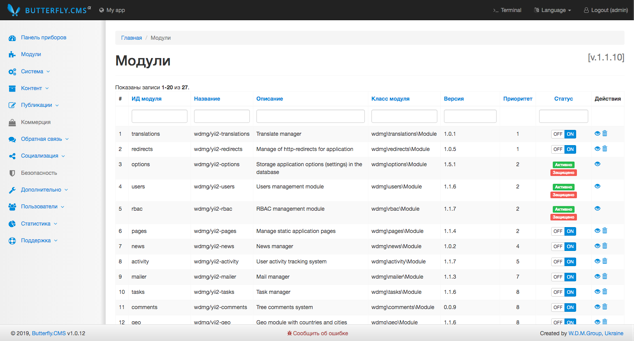 BUTTERFLY.CMS My app Terminal Language Logout (admin)
Панель приборов
Модули
Система
Контент
Публикации
Коммерция
Обратная связь
Социализация
Безопасность
Дополнительно
Пользователи
Статистика
Поддержка
Главная / Модули
Модули [v.1.1.10]
Показаны записи 1-20 из 27.
# ИД модуля Название Описание Класс модуля Версия Приоритет Статус Действия
1 translations wdmg/yii2-translations Translate manager wdmg\translations\Module 1.0.1 1 OFF ON
2 redirects wdmg/yii2-redirects Manage of http-redirects for application wdmg\redirects\Module 1.0.5 1 OFF ON
3 options wdmg/yii2-options Storage application options (settings) in the database wdmg\options\Module 1.5.1 2 Активно Защищено
4 users wdmg/yii2-users Users management module wdmg\users\Module 1.1.6 2 Активно Защищено
5 rbac wdmg/yii2-rbac RBAC management module wdmg\rbac\Module 1.1.7 2 Активно Защищено
6 pages wdmg/yii2-pages Manage static application pages wdmg\pages\Module 1.1.4 2 OFF ON
7 news wdmg/yii2-news News manager wdmg\news\Module 1.0.2 4 OFF ON
8 activity wdmg/yii2-activity User activity tracking system wdmg\activity\Module 1.1.7 5 OFF ON
9 mailer wdmg/yii2-mailer Mail manager wdmg\mailer\Module 1.1.3 7 OFF ON
10 tasks wdmg/yii2-tasks Task manager wdmg\tasks\Module 1.1.6 8 OFF ON
11 comments wdmg/yii2-comments Tree comments system wdmg\comments\Module 0.0.9 8 OFF ON
12 geo wdmg/yii2-geo Geo module with countries and cities wdmg\geo\Module 1.1.6 8 OFF ON
© 2019, Butterfly.CMS v1.0.12 Сообщить об ошибке Created by W.D.M.Group, Ukraine